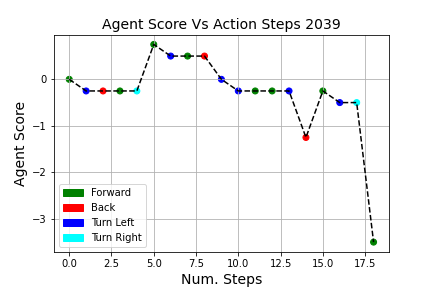 Agent Score Vs Action Steps 2039
Agent Score
0
−1
−2
−3
Forward
Back
Turn Left
Turn Right
0.0 2.5 5.0 7.5 10.0 12.5 15.0 17.5
Num. Steps